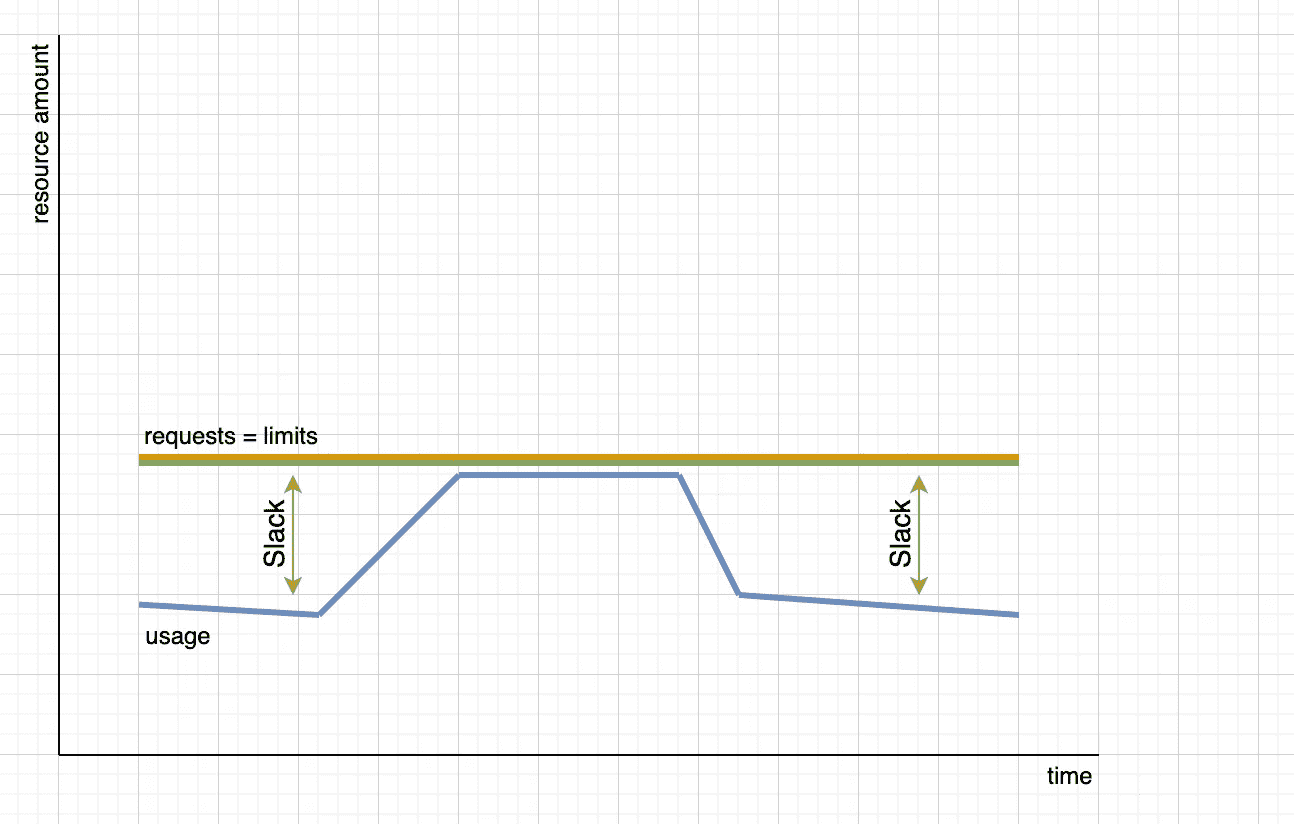 resource amount
requests = limits
Slack
Slack
usage
time